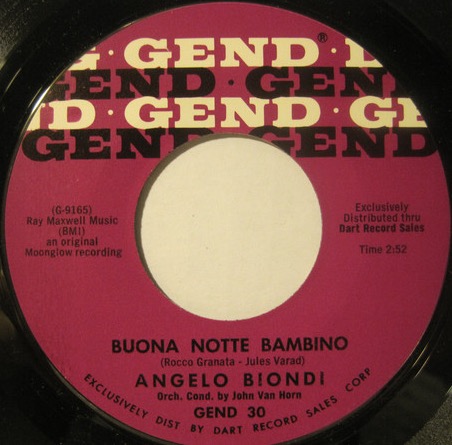 G · GEND · D
GEND · GEND
ND · GEND · GE
GEND · GEND
®
(G-9165)
Ray Maxwell Music
(BMI)
an original
Moonglow recording
Exclusively
Distributed thru
Dart Record Sales
Time 2:52
BUONA NOTTE BAMBINO
(Rocco Granata - Jules Varad)
ANGELO BIONDI
Orch. Cond. by John Van Horn
GEND 30
EXCLUSIVELY DIST BY DART RECORD SALES CORP